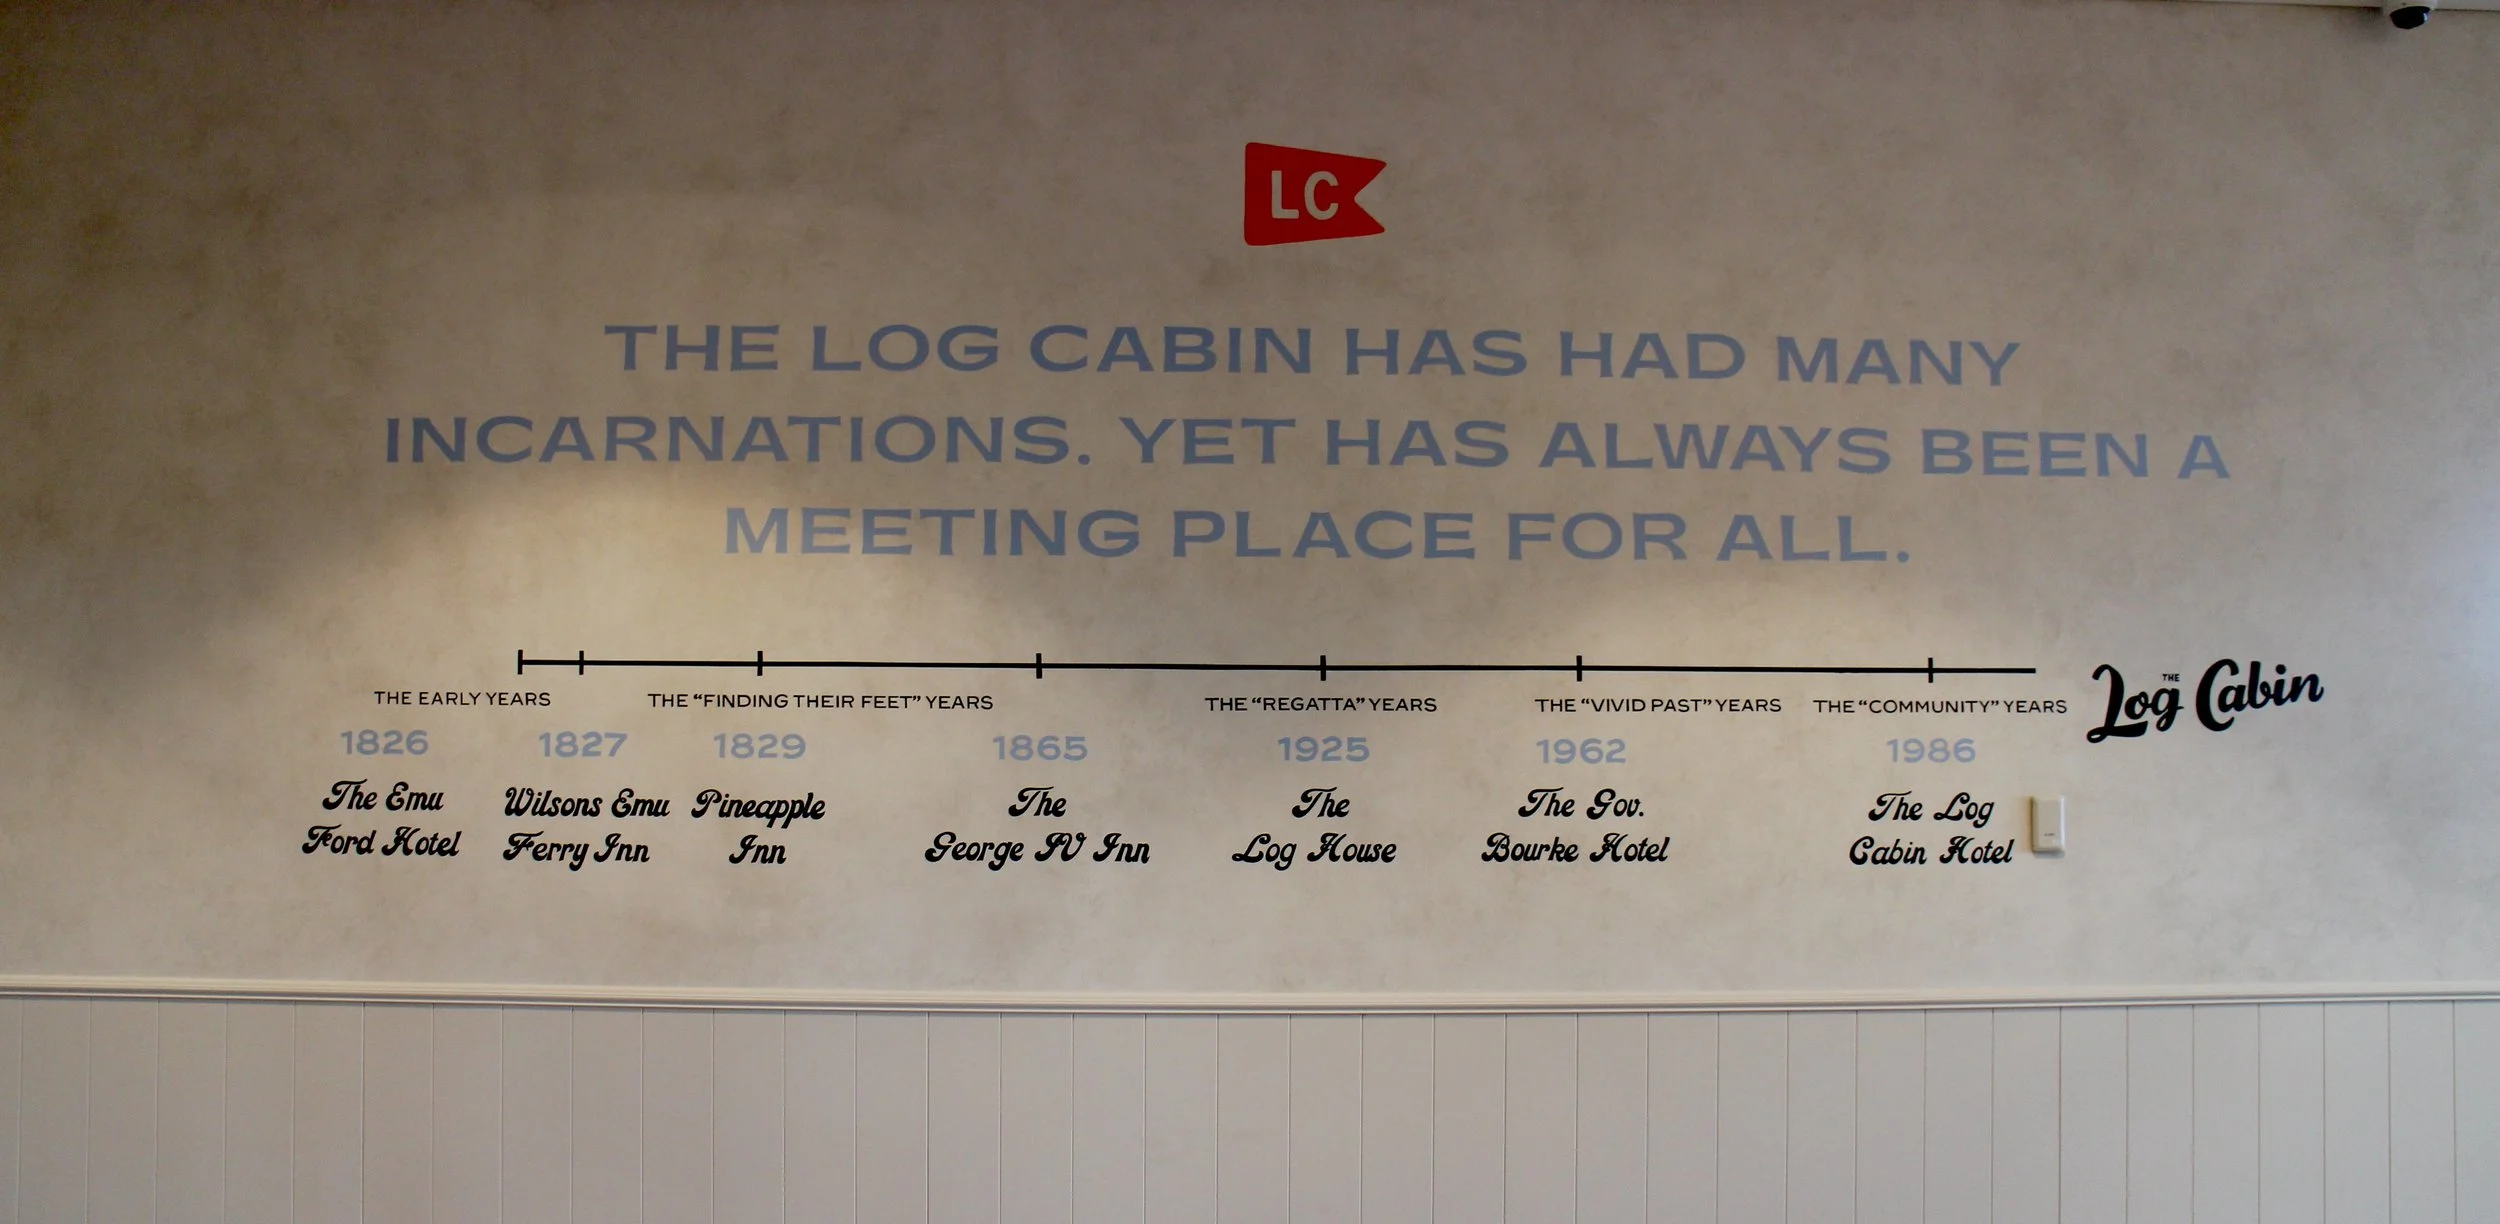 LC
THE LOG CABIN HAS HAD MANY
INCARNATIONS. YET HAS ALWAYS BEEN A
MEETING PLACE FOR ALL.
THE EARLY YEARS
THE "FINDING THEIR FEET" YEARS
THE "REGATTA" YEARS
THE "VIVID PAST" YEARS
THE "COMMUNITY" YEARS
THE
Log Cabin
1826
The Emu
Ford Hotel
1827
Wilsons Emu
Ferry Inn
1829
Pineapple
Inn
1865
The
George IV Inn
1925
The
Log House
1962
The Gov.
Bourke Hotel
1986
The Log
Cabin Hotel